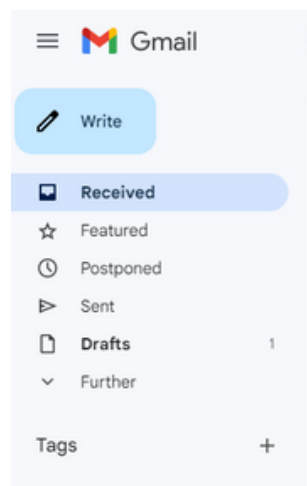 Gmail
Write
Received
Featured
Postponed
Sent
Drafts 1
Further
Tags +